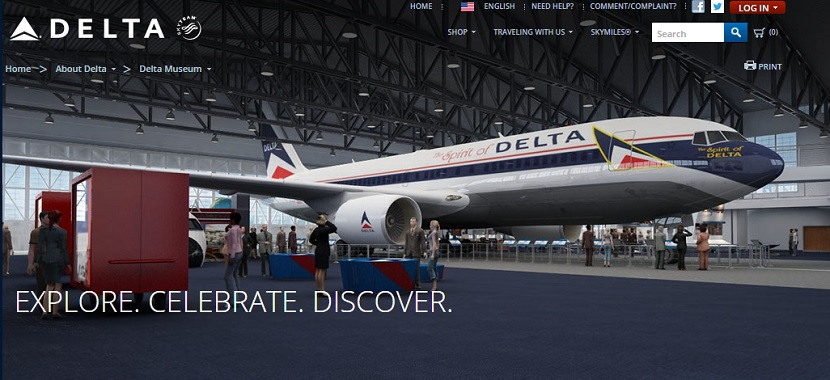 HOME
ENGLISH
NEED HELP?
COMMENT/COMPLAINT?
LOG IN
DELTA
SKYTEAM
SHOP
TRAVELING WITH US
SKYMILES®
Search
(0)
Home > About Delta > Delta Museum
PRINT
The Spirit of DELTA
The Spirit of
DELTA
DELTA
DELTA
EXPLORE. CELEBRATE. DISCOVER.